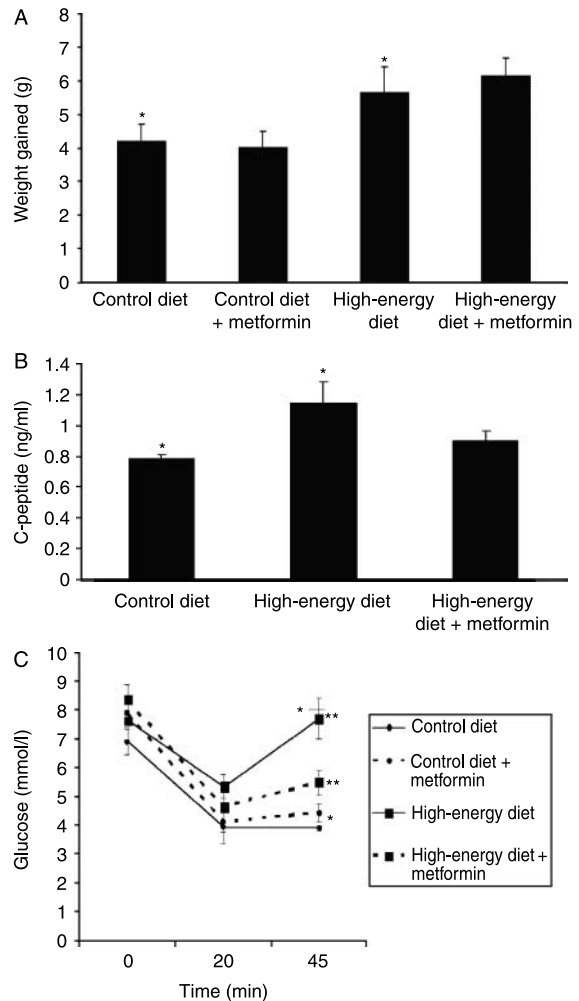 A
Weight gained (g)
8
7
6
5
4
3
2
1
0
*
*
Control diet
Control diet
+ metformin
High-energy
diet
High-energy
diet + metformin
B
C-peptide (ng/ml)
1.4
1.2
1
0.8
0.6
0.4
0.2
0
*
*
Control diet
High-energy diet
High-energy
diet + metformin
C
Glucose (mmol/l)
10
9
8
7
6
5
4
3
2
1
0
*
**
**
*
0
20
45
Time (min)
Control diet
Control diet +
metformin
High-energy diet
High-energy diet +
metformin